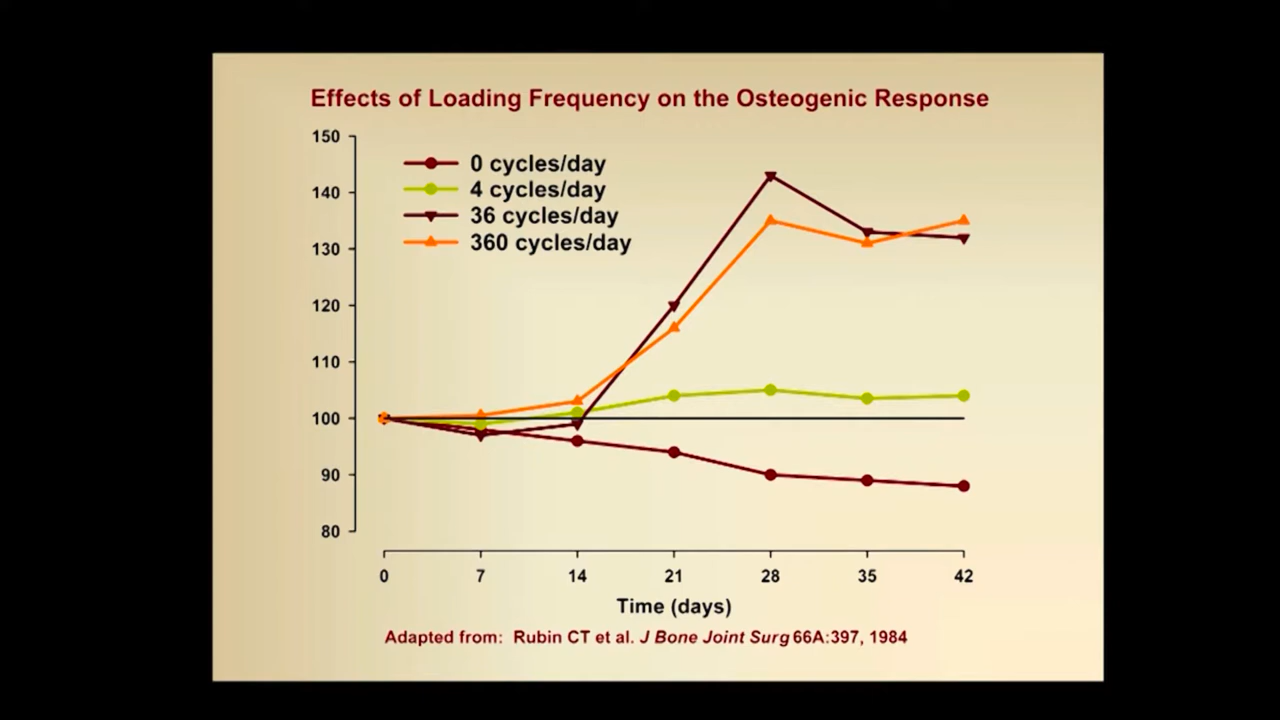 Effects of Loading Frequency on the Osteogenic Response
150
140
130
120
110
100
90
80
0 cycles/day
4 cycles/day
36 cycles/day
360 cycles/day
0 7 14 21 28 35 42
Time (days)
Adapted from: Rubin CT et al. J Bone Joint Surg 66A:397, 1984